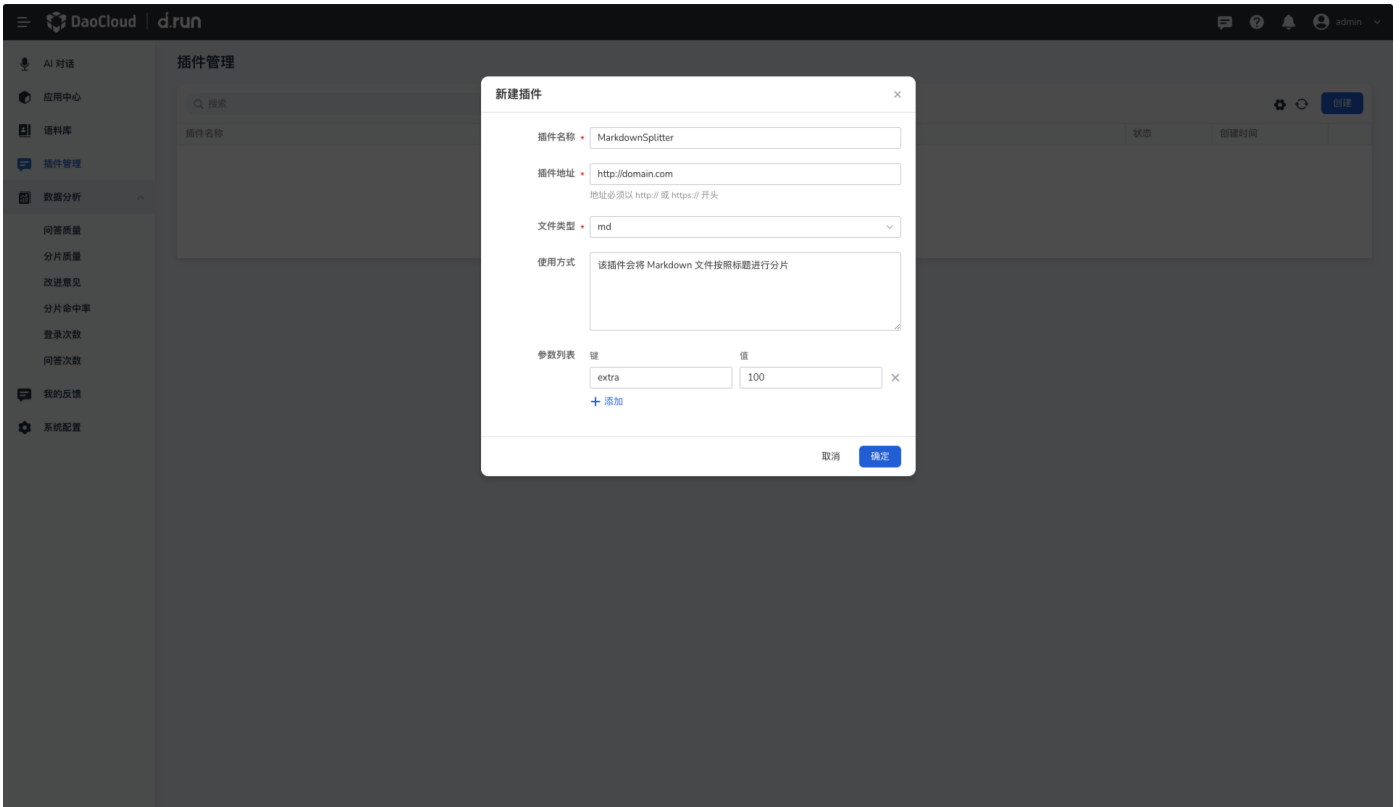 DaoCloud d.run admin
AI 对话
应用中心
语料库
插件管理
数据分析
问答质量
分片质量
改进意见
分片命中率
登录次数
问答次数
我的反馈
系统配置
插件管理
搜索
创建
插件名称 状态 创建时间
新建插件
插件名称 * MarkdownSplitter
插件地址 * http://domain.com
地址必须以 http:// 或 https:// 开头
文件类型 * md
使用方式 该插件会将 Markdown 文件按照标题进行分片
参数列表 键 值
extra 100
添加
取消 确定